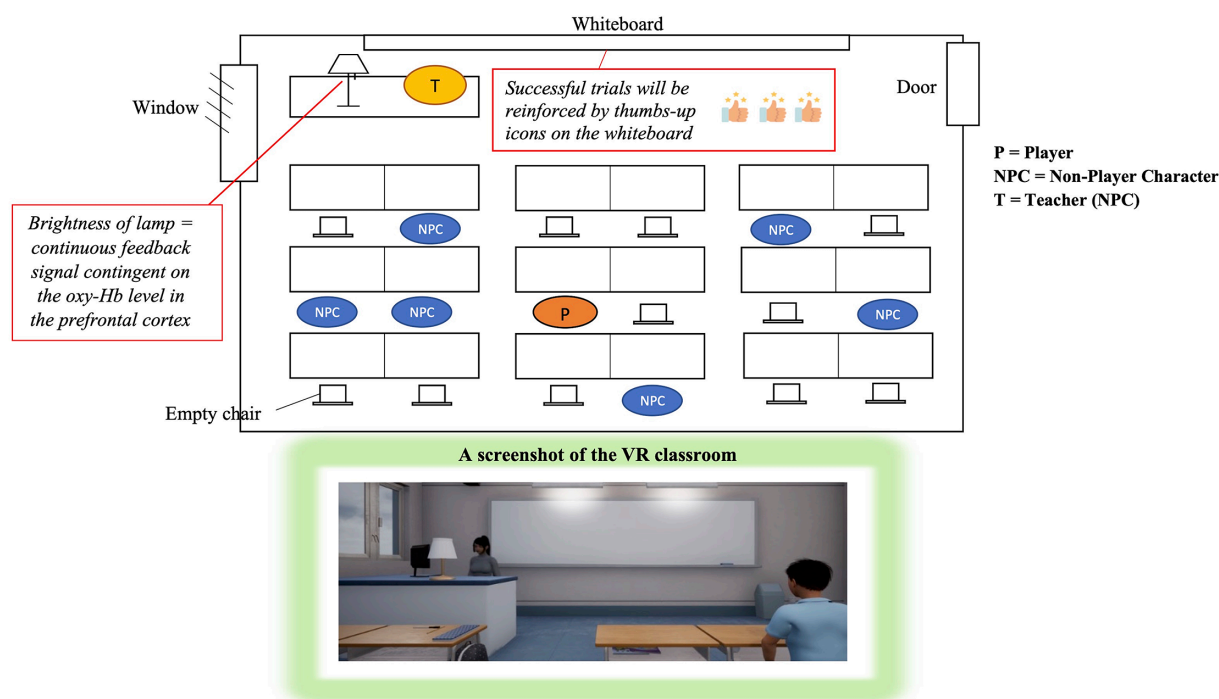 Whiteboard
Window
T
Successful trials will be
reinforced by thumbs-up
icons on the whiteboard
Door
P = Player
NPC = Non-Player Character
T = Teacher (NPC)
Brightness of lamp =
continuous feedback
signal contingent on
the oxy-Hb level in
the prefrontal cortex
NPC
NPC
NPC
NPC
P
NPC
Empty chair
NPC
A screenshot of the VR classroom